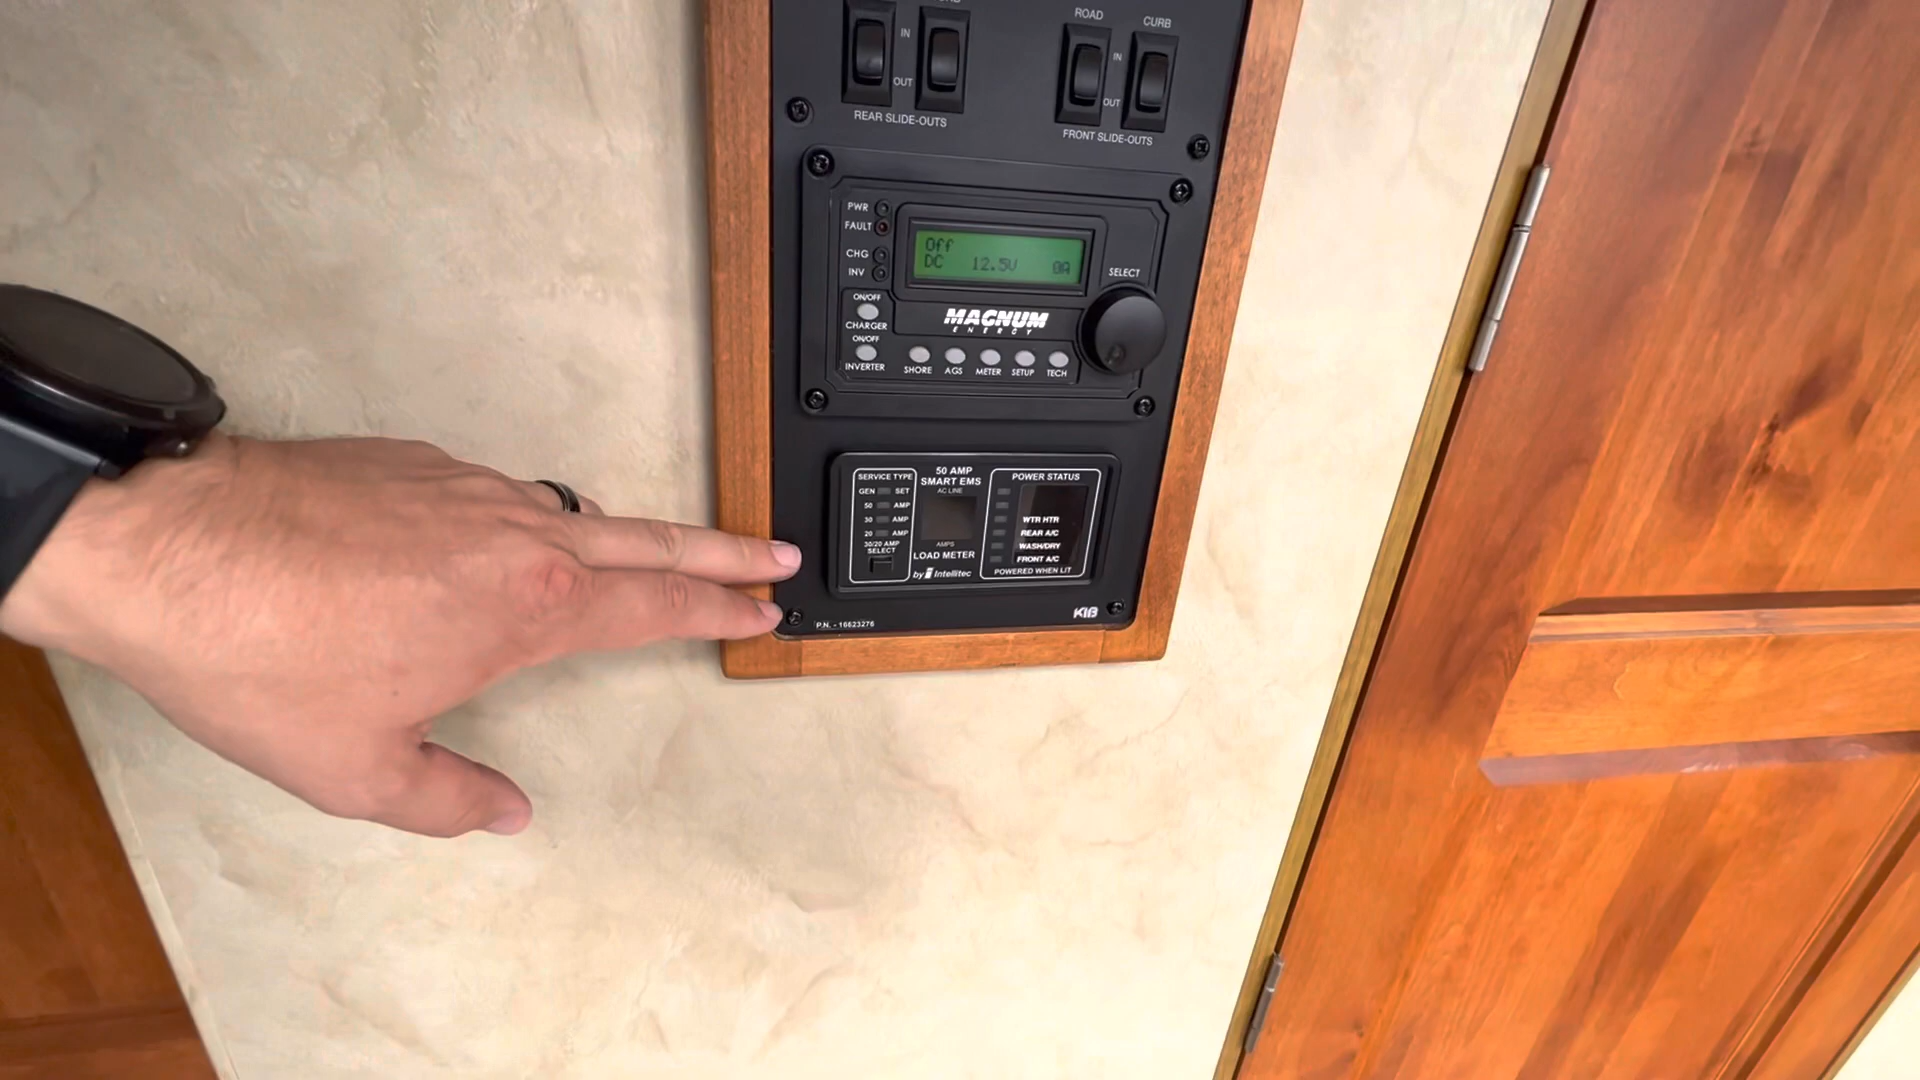 ROAD
CURB
IN
OUT
REAR SLIDE-OUTS
IN
OUT
FRONT SLIDE-OUTS
PWR
FAULT
CHG
INV
Off
DC 12.5V 0A
SELECT
ON/OFF
CHARGER
ON/OFF
INVERTER
MAGNUM
ENERGY
SHORE AGS METER SETUP TECH
SERVICE TYPE
GEN SET
50 AMP
30 AMP
20 AMP
30/20 AMP
SELECT
50 AMP
SMART EMS
AC LINE
AMPS
LOAD METER
by Intellitec
POWER STATUS
WTR HTR
REAR A/C
WASH/DRY
FRONT A/C
POWERED WHEN LIT
P.N. - 16623276
KIB